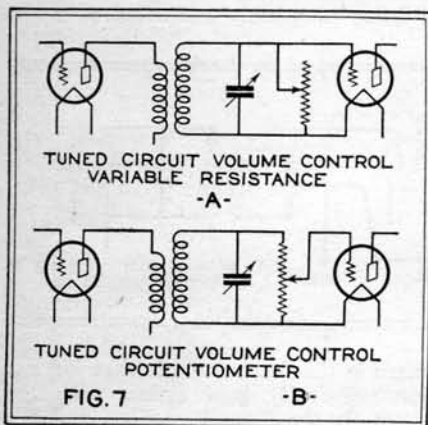 TUNED CIRCUIT VOLUME CONTROL
VARIABLE RESISTANCE
-A-
TUNED CIRCUIT VOLUME CONTROL
POTENTIOMETER
FIG. 7 -B-